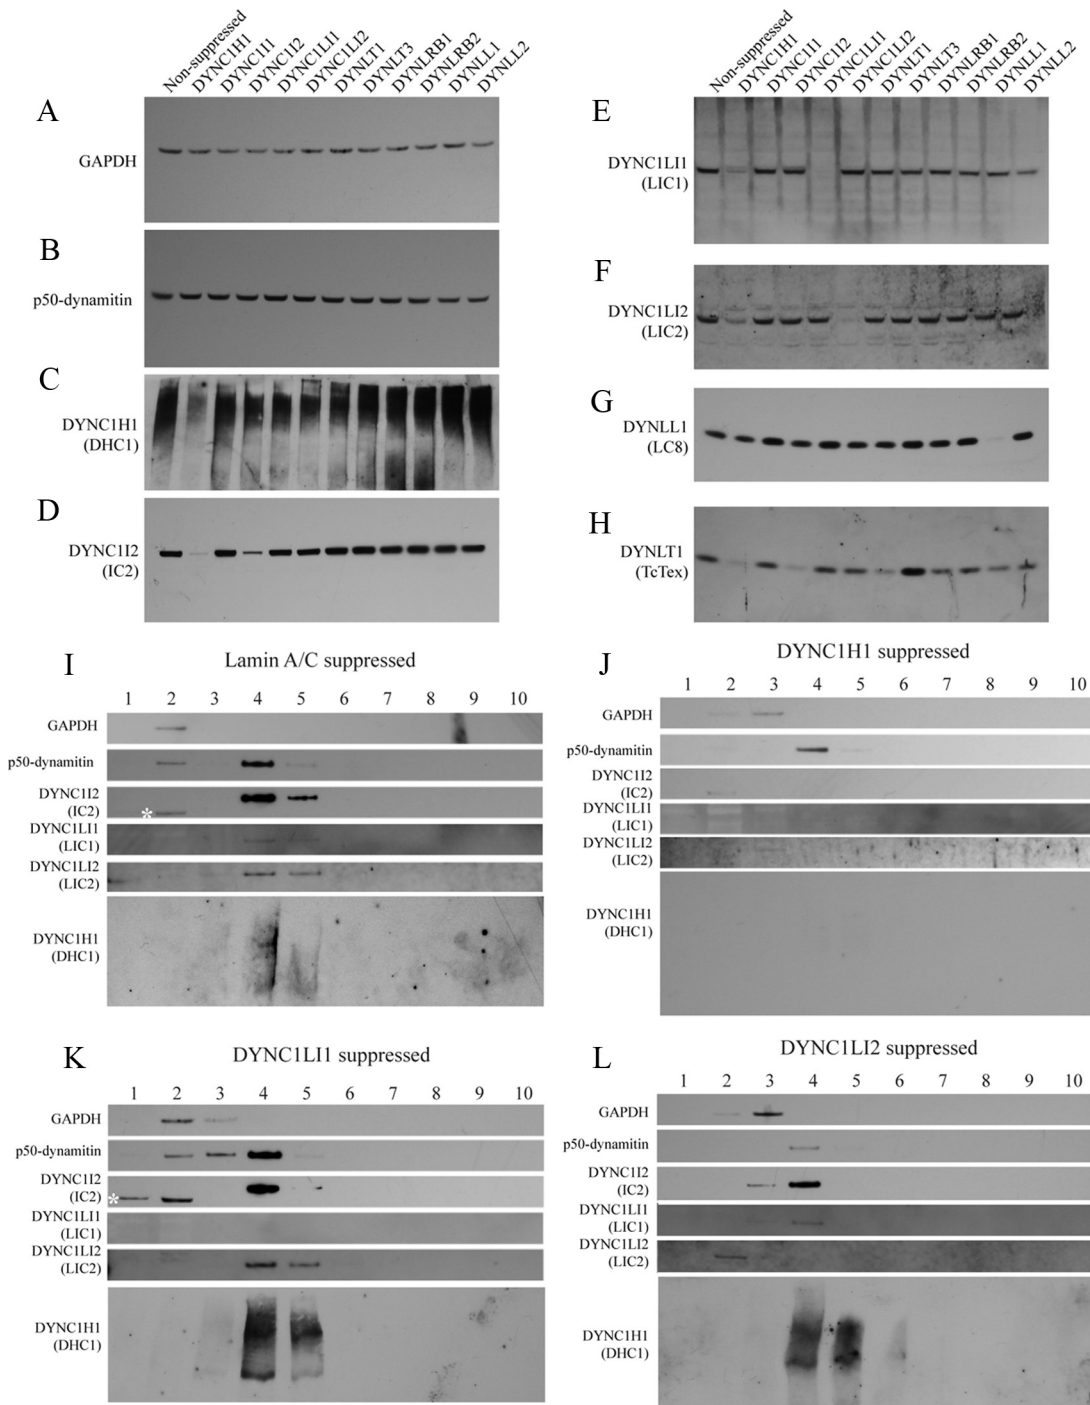 Non-suppressed
DYNC1H1
DYNC1I1
DYNC1I2
DYNC1LI1
DYNC1LI2
DYNLT1
DYNLT3
DYNLRB1
DYNLRB2
DYNLL1
DYNLL2
A
GAPDH
B
p50-dynamitin
C
DYNC1H1
(DHC1)
D
DYNC1I2
(IC2)
Non-suppressed
DYNC1H1
DYNC1I1
DYNC1I2
DYNC1LI1
DYNC1LI2
DYNLT1
DYNLT3
DYNLRB1
DYNLRB2
DYNLL1
DYNLL2
E
DYNC1LI1
(LIC1)
F
DYNC1LI2
(LIC2)
G
DYNLL1
(LC8)
H
DYNLT1
(TcTex)
I
Lamin A/C suppressed
1 2 3 4 5 6 7 8 9 10
GAPDH
p50-dynamitin
DYNC1I2
(IC2)
*
DYNC1LI1
(LIC1)
DYNC1LI2
(LIC2)
DYNC1H1
(DHC1)
J
DYNC1H1 suppressed
1 2 3 4 5 6 7 8 9 10
GAPDH
p50-dynamitin
DYNC1I2
(IC2)
DYNC1LI1
(LIC1)
DYNC1LI2
(LIC2)
DYNC1H1
(DHC1)
K
DYNC1LI1 suppressed
1 2 3 4 5 6 7 8 9 10
GAPDH
p50-dynamitin
DYNC1I2
(IC2)
*
DYNC1LI1
(LIC1)
DYNC1LI2
(LIC2)
DYNC1H1
(DHC1)
L
DYNC1LI2 suppressed
1 2 3 4 5 6 7 8 9 10
GAPDH
p50-dynamitin
DYNC1I2
(IC2)
DYNC1LI1
(LIC1)
DYNC1LI2
(LIC2)
DYNC1H1
(DHC1)